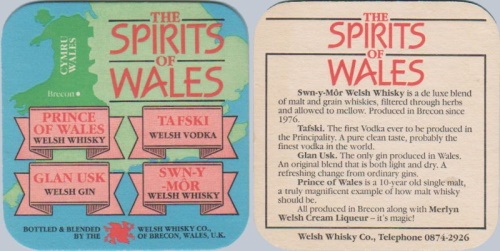 THE
SPIRITS
OF
WALES
CYMRU
WALES
Brecon
PRINCE
OF WALES
WELSH WHISKY
TAFSKI
WELSH VODKA
GLAN USK
WELSH GIN
SWN-Y
-MÔR
WELSH WHISKY
BOTTLED & BLENDED
BY THE
WELSH WHISKY CO.,
OF BRECON, WALES, U.K.
THE
SPIRITS
OF
WALES
Swn-y-Môr Welsh Whisky is a de luxe blend
of malt and grain whiskies, filtered through herbs
and allowed to mellow. Produced in Brecon since
1976.
Tafski. The first Vodka ever to be produced in
the Principality. A pure clean taste, probably the
finest vodka in the world.
Glan Usk. The only gin produced in Wales.
An original blend that is both light and dry. A
refreshing change from ordinary gins.
Prince of Wales is a 10-year old single malt,
a truly magnificent example of how malt whisky
should be.
All produced in Brecon along with Merlyn
Welsh Cream Liqueur – it's magic!
Welsh Whisky Co., Telephone 0874-2926